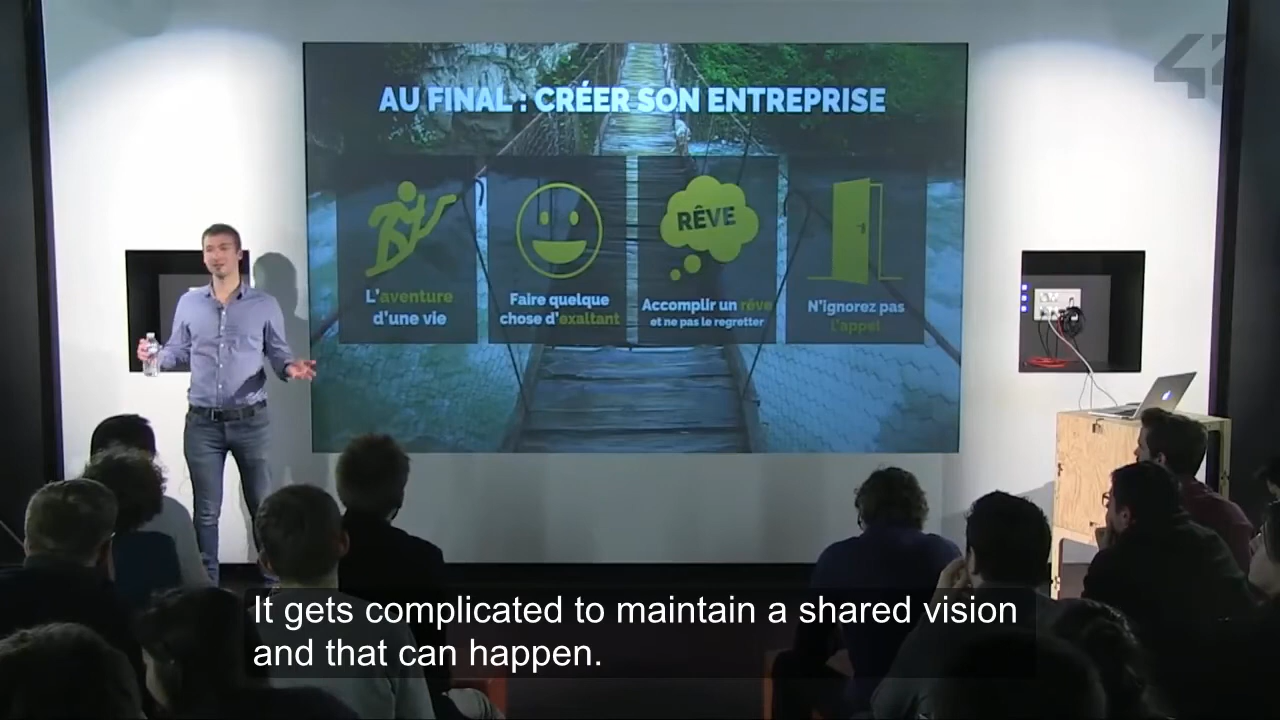 42
AU FINAL : CRÉER SON ENTREPRISE
RÊVE
L'aventure
d'une vie
Faire quelque
chose d'exaltant
Accomplir un rêve
et ne pas le regretter
N'ignorez pas
l'appel
It gets complicated to maintain a shared vision
and that can happen.